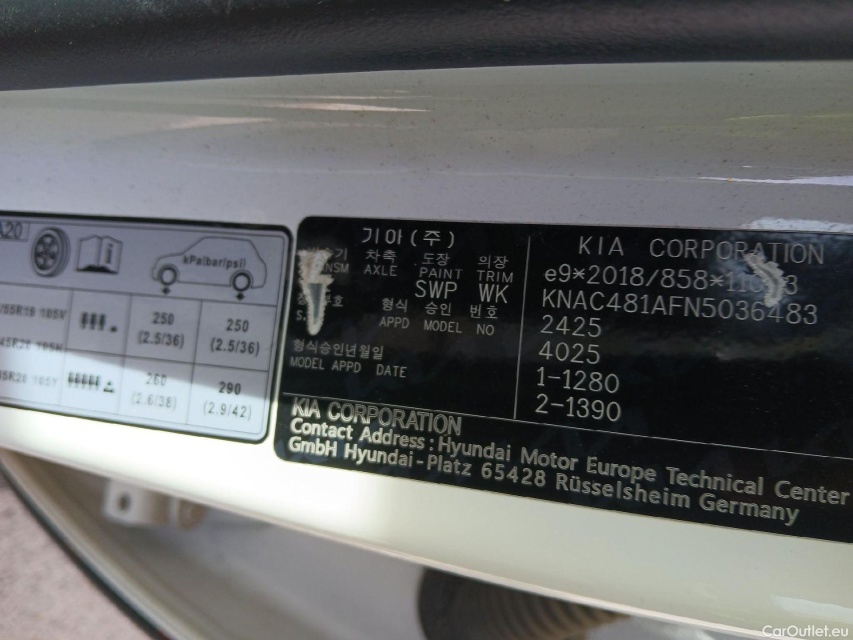 A20
kPa(bar/psi)
/55R19 105V 250 250
(2.5/36) (2.5/36)
260 290
(2.6/38) (2.9/42)
기아(주)
차축 도장 의장
AXLE PAINT TRIM
SWP WK
형식 승인 번호
APPD MODEL NO
형식승인년월일
MODEL APPD DATE
KIA CORPORATION
e9*2018/858*
KNAC481AFN5036483
2425
4025
1-1280
2-1390
KIA CORPORATION
Contact Address : Hyundai Motor Europe Technical Center
GmbH Hyundai-Platz 65428 Rüsselsheim Germany
CarOutlet.eu